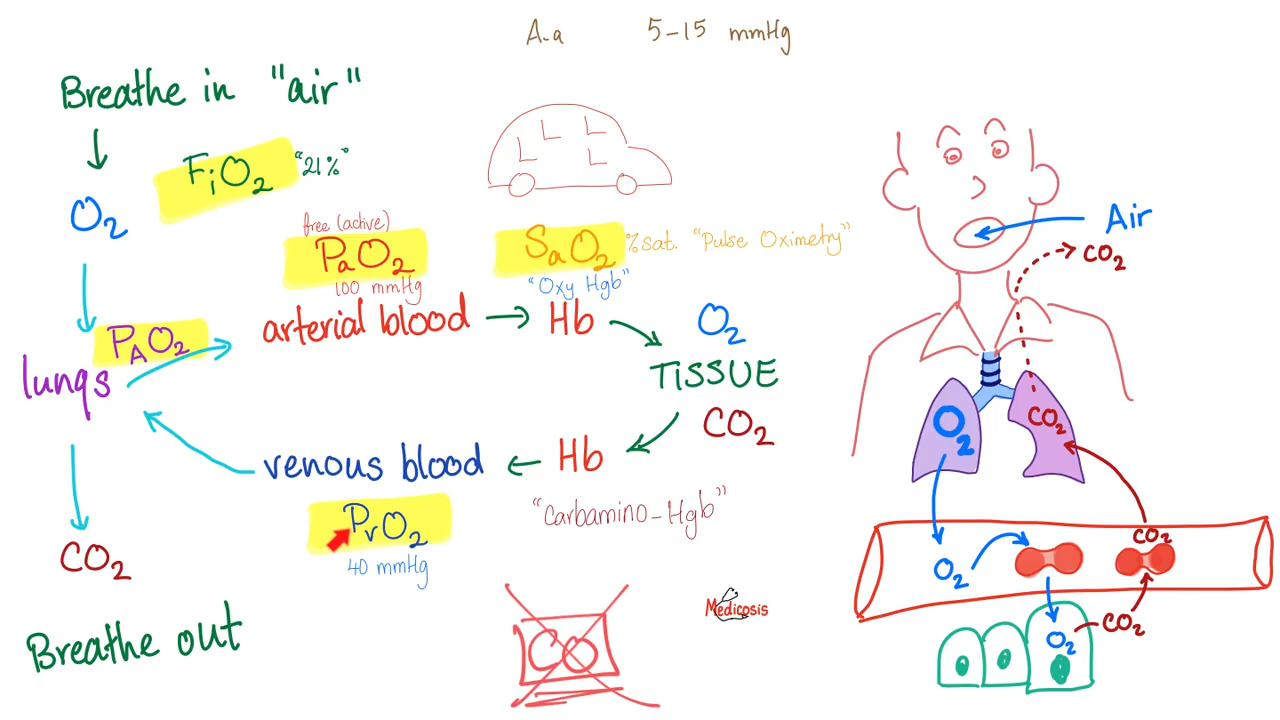 A-a 5-15 mmHg
Breathe in "air"
FiO₂ "21%"
O₂
free (active)
PaO₂
100 mmHg
SaO₂ % sat. "Pulse Oximetry"
"Oxy Hgb"
Air
CO₂
PAO₂
lungs
arterial blood → Hb
O₂
TISSUE
CO₂
venous blood ← Hb
PvO₂
40 mmHg
"Carbamino-Hgb"
CO₂
Breathe out
CO
Medicosis
O₂
CO₂
O₂
CO₂
O₂
CO₂